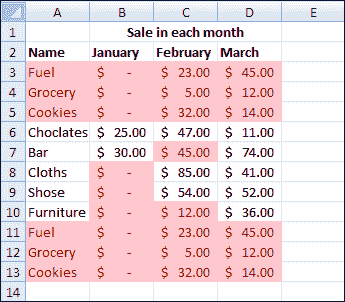 A B C D E
1 Sale in each month
2 Name January February March
3 Fuel $ - $ 23.00 $ 45.00
4 Grocery $ - $ 5.00 $ 12.00
5 Cookies $ - $ 32.00 $ 14.00
6 Choclates $ 25.00 $ 47.00 $ 11.00
7 Bar $ 30.00 $ 45.00 $ 74.00
8 Cloths $ - $ 85.00 $ 41.00
9 Shose $ - $ 54.00 $ 52.00
10 Furniture $ - $ 12.00 $ 36.00
11 Fuel $ - $ 23.00 $ 45.00
12 Grocery $ - $ 5.00 $ 12.00
13 Cookies $ - $ 32.00 $ 14.00
14